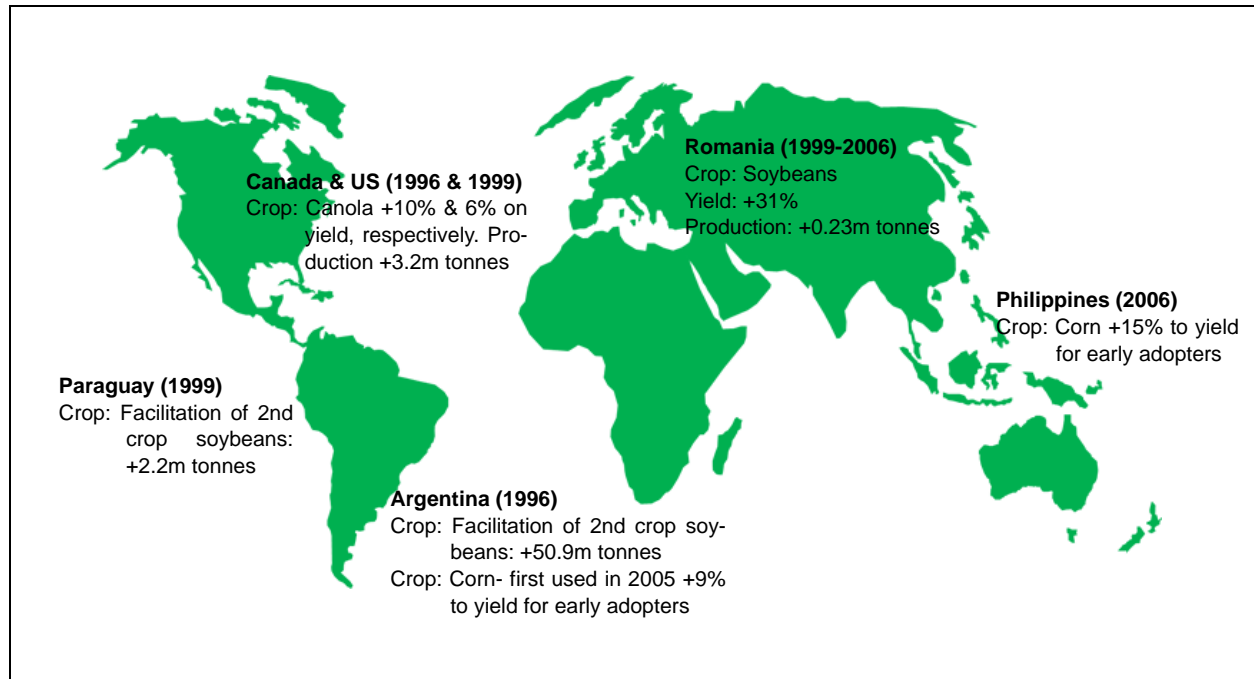 Romania (1999-2006)
Crop: Soybeans
Yield: +31%
Production: +0.23m tonnes
Canada & US (1996 & 1999)
Crop: Canola +10% & 6% on
yield, respectively. Pro-
duction +3.2m tonnes
Philippines (2006)
Crop: Corn +15% to yield
for early adopters
Paraguay (1999)
Crop: Facilitation of 2nd
crop soybeans:
+2.2m tonnes
Argentina (1996)
Crop: Facilitation of 2nd crop soy-
beans: +50.9m tonnes
Crop: Corn- first used in 2005 +9%
to yield for early adopters